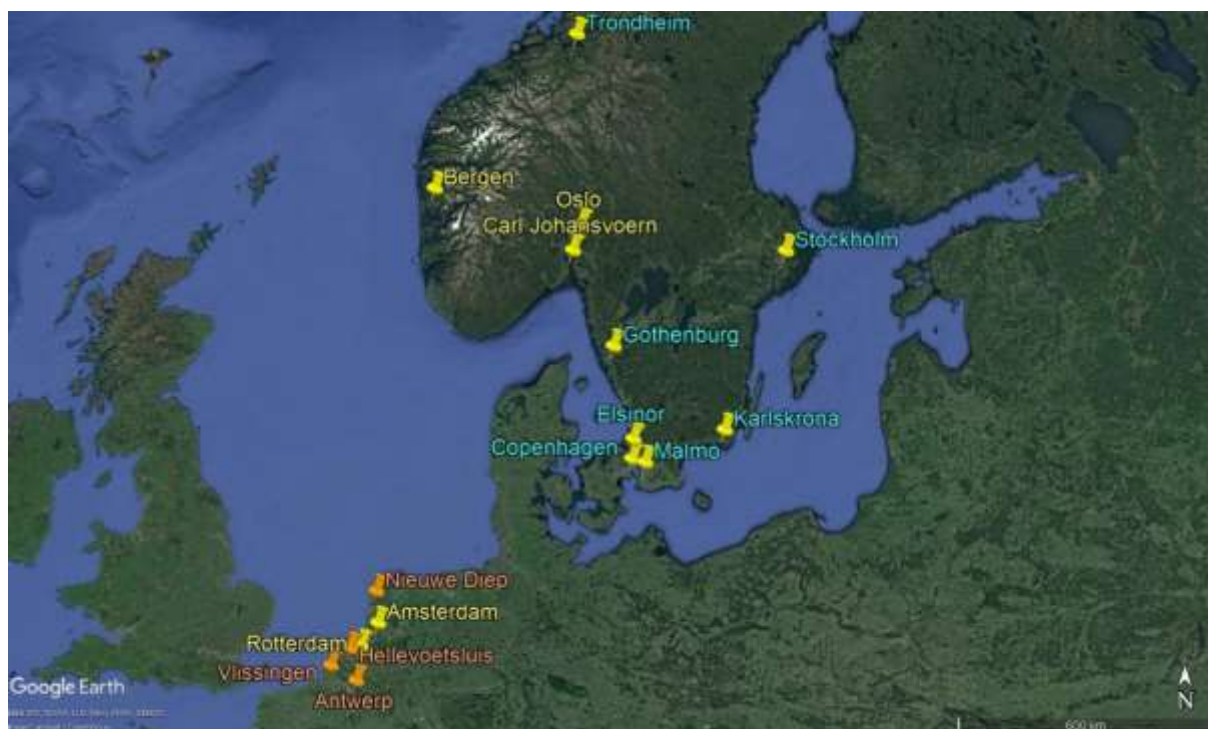 Trondheim
Bergen
Oslo
Carl Johansvoern
Stockholm
Gothenburg
Elsinor
Karlskrona
Copenhagen
Malmo
Nieuwe Diep
Amsterdam
Rotterdam
Hellevoetsluis
Vlissingen
Antwerp
Google Earth
N
600 km